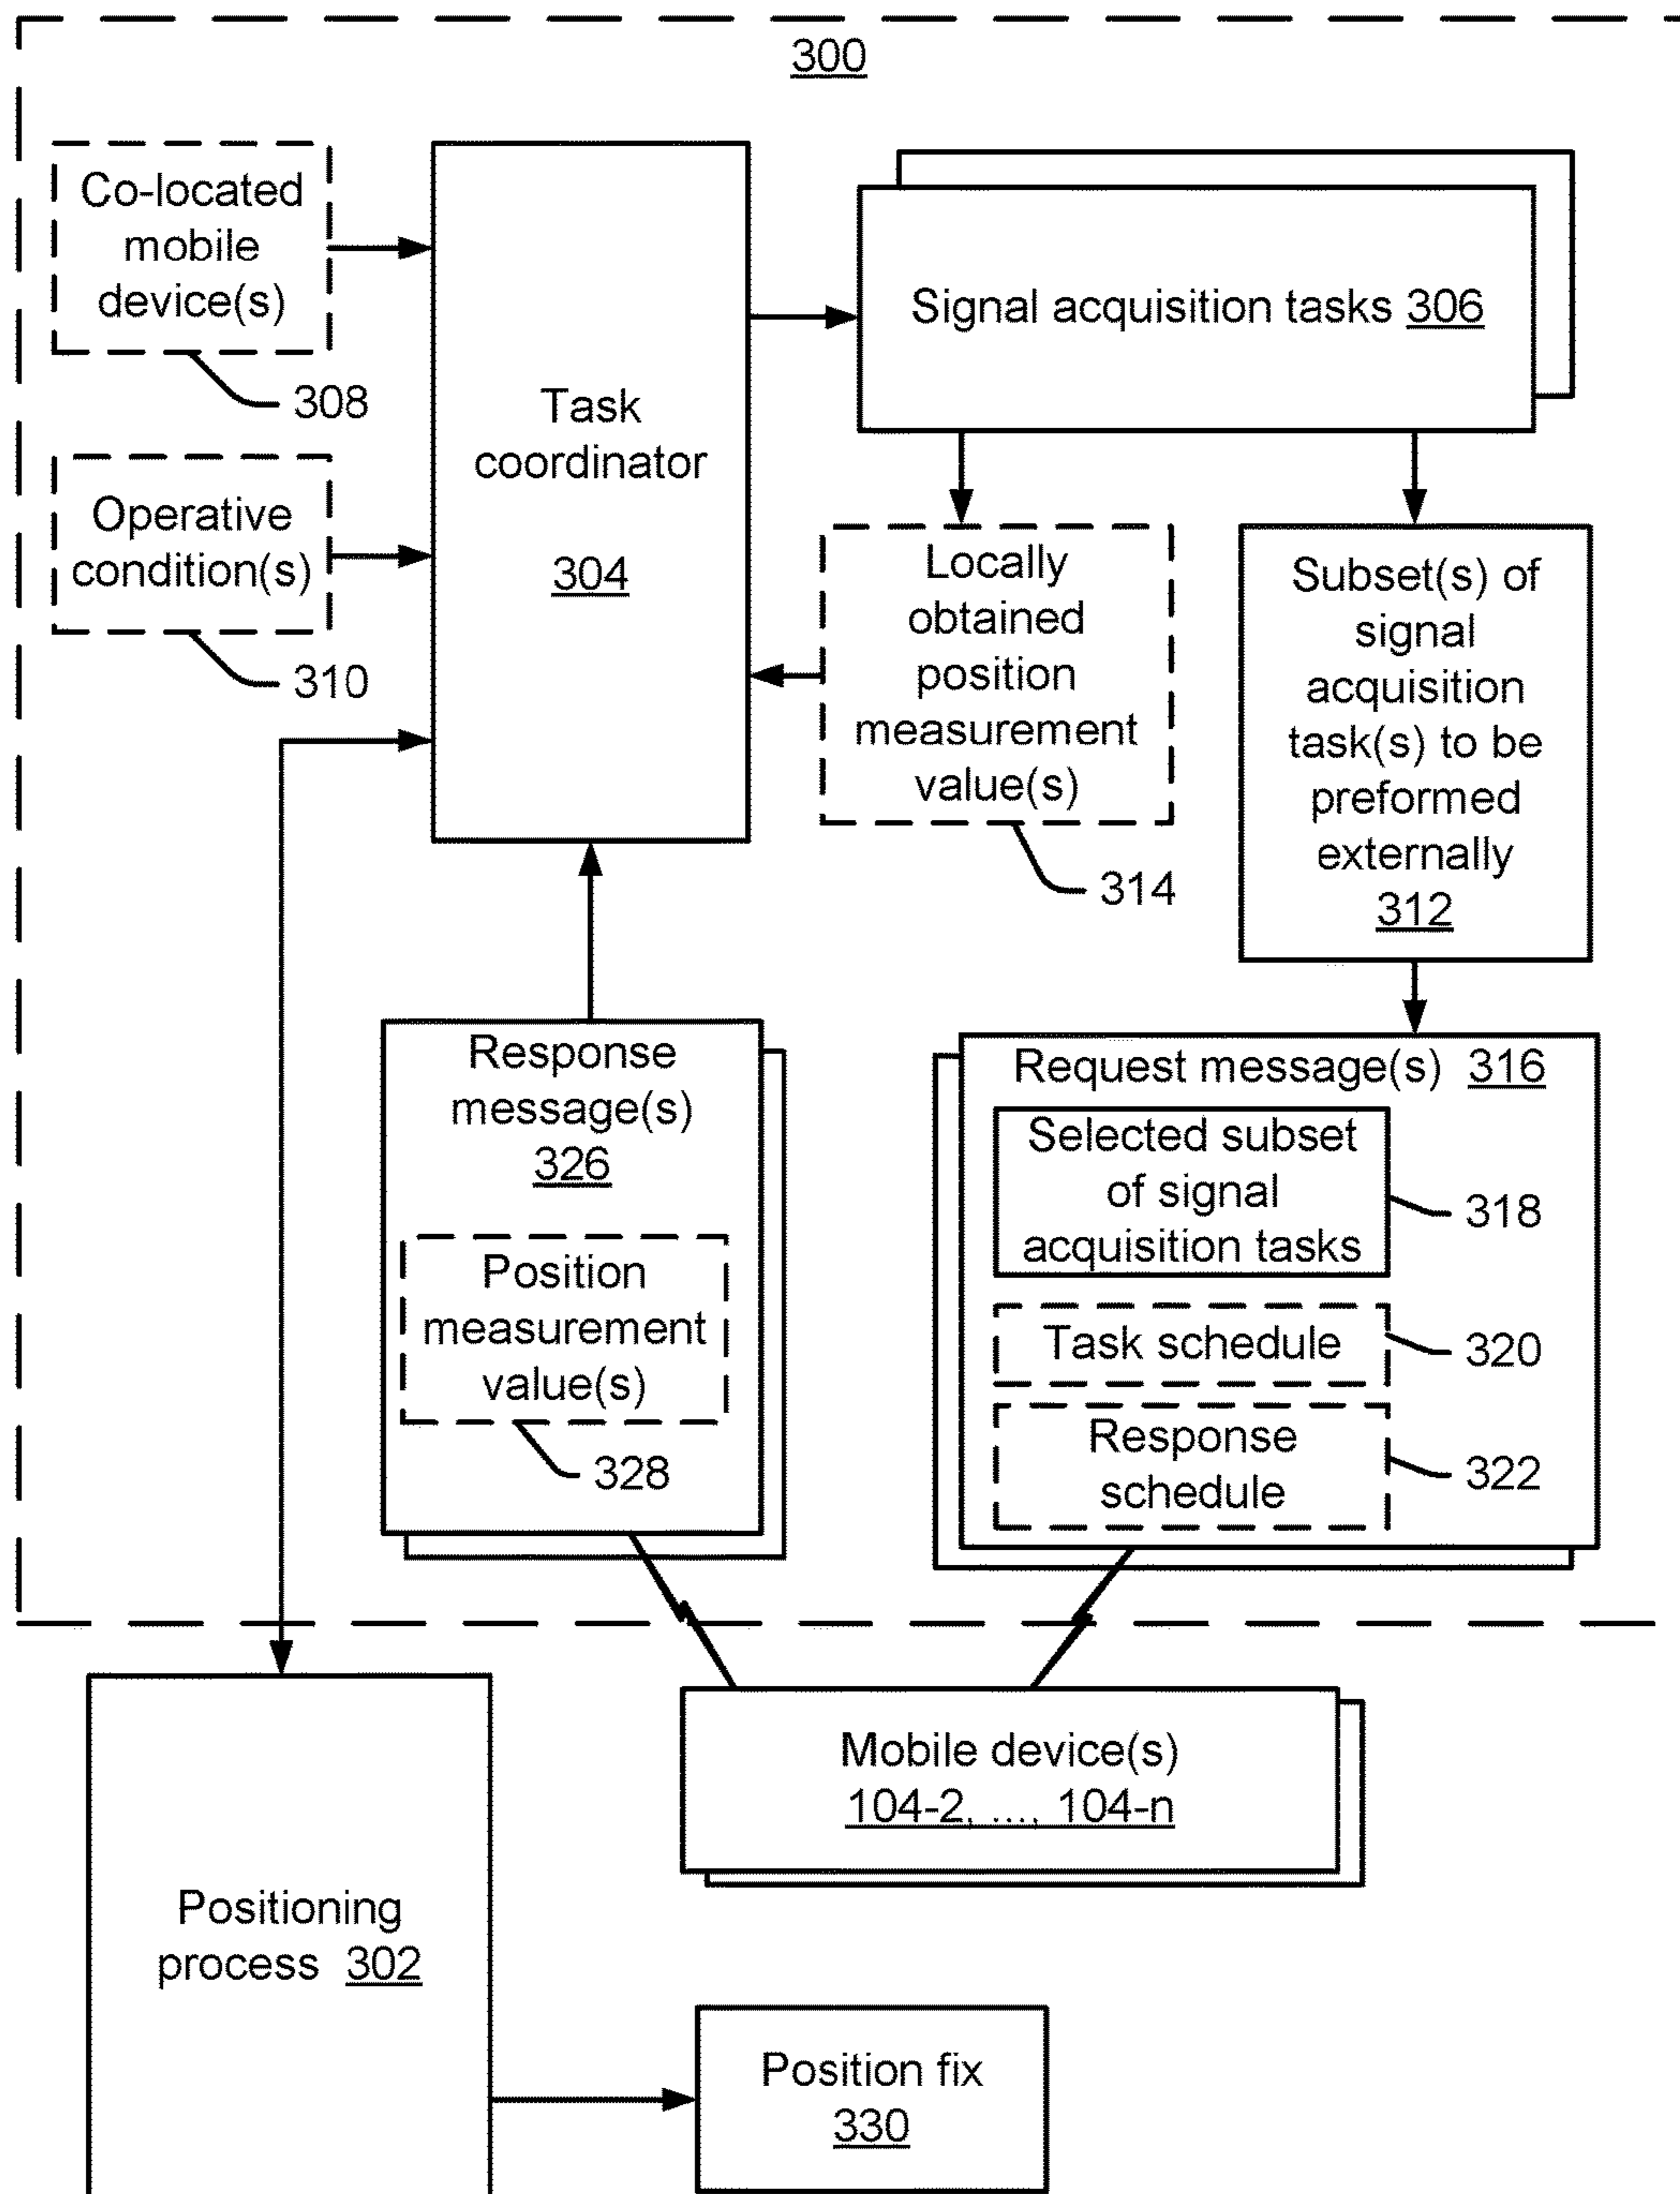 300
Co-located
mobile
device(s)
308
Operative
condition(s)
310
Task
coordinator
304
Signal acquisition tasks 306
Locally
obtained
position
measurement
value(s)
314
Subset(s) of
signal
acquisition
task(s) to be
preformed
externally
312
Response
message(s)
326
Position
measurement
value(s)
328
Request message(s) 316
Selected subset
of signal
acquisition tasks
318
Task schedule
320
Response
schedule
322
Mobile device(s)
104-2, ..., 104-n
Positioning
process 302
Position fix
330